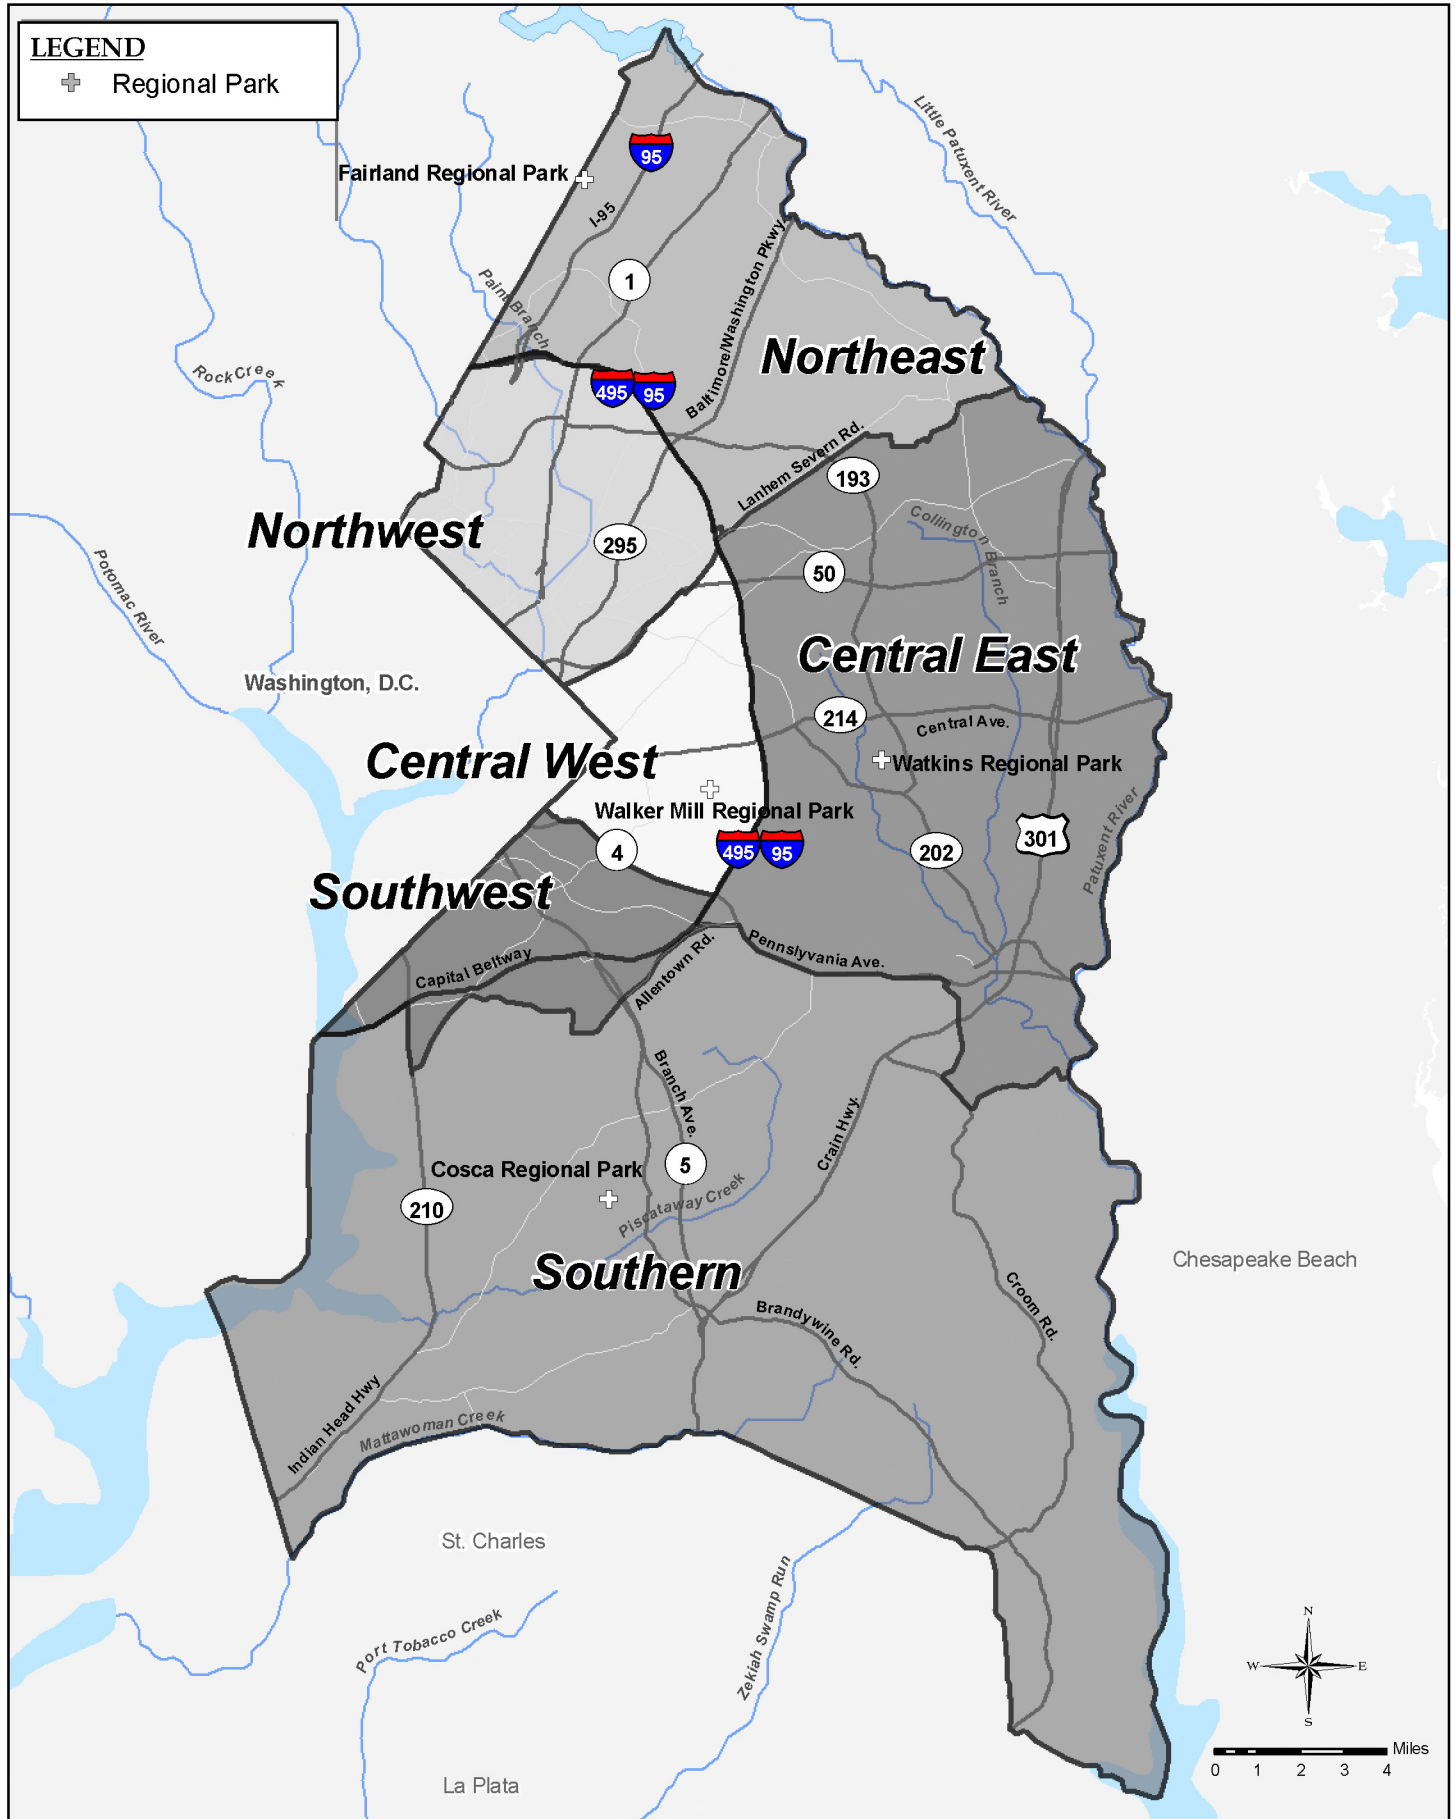 LEGEND
Regional Park
Little Patuxent River
95
Fairland Regional Park
I-95
1
Paint Branch
Baltimore/Washington Pkwy.
Northeast
Rock Creek
495
95
Lanhem Severn Rd.
193
Northwest
Collington Branch
295
50
Potomac River
Central East
Washington, D.C.
214
Central Ave.
Central West
Watkins Regional Park
Walker Mill Regional Park
4
495
95
202
301
Patuxent River
Southwest
Capital Beltway
Allentown Rd.
Pennslyvania Ave.
Branch Ave.
Crain Hwy.
Cosca Regional Park
5
210
Piscataway Creek
Southern
Chesapeake Beach
Brandywine Rd.
Croom Rd.
Indian Head Hwy
Mattawoman Creek
St. Charles
Port Tobacco Creek
Zekiah Swamp Run
N
W
E
S
Miles
0 1 2 3 4
La Plata